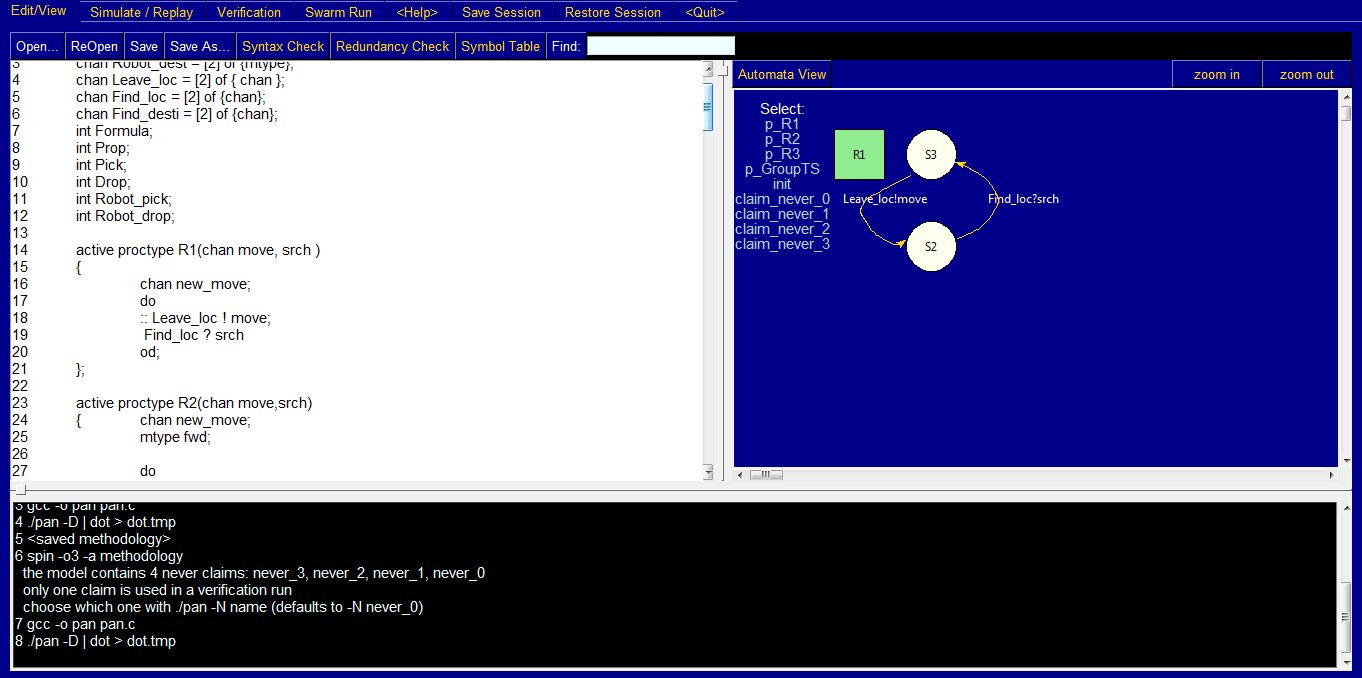 Edit/View Simulate / Replay Verification Swarm Run <Help> Save Session Restore Session <Quit>
Open... ReOpen Save Save As... Syntax Check Redundancy Check Symbol Table Find:
3 chan Robot_dest = [2] of {mtype};
4 chan Leave_loc = [2] of { chan };
5 chan Find_loc = [2] of {chan};
6 chan Find_desti = [2] of {chan};
7 int Formula;
8 int Prop;
9 int Pick;
10 int Drop;
11 int Robot_pick;
12 int Robot_drop;
13
14 active proctype R1(chan move, srch )
15 {
16 chan new_move;
17 do
18 :: Leave_loc ! move;
19 Find_loc ? srch
20 od;
21 };
22
23 active proctype R2(chan move,srch)
24 { chan new_move;
25 mtype fwd;
26
27 do
Automata View zoom in zoom out
Select:
p_R1
p_R2
p_R3
p_GroupTS
init
claim_never_0
claim_never_1
claim_never_2
claim_never_3
R1 S3
Leave_loc!move Find_loc?srch
S2
3 gcc -o pan pan.c
4 ./pan -D | dot > dot.tmp
5 <saved methodology>
6 spin -o3 -a methodology
the model contains 4 never claims: never_3, never_2, never_1, never_0
only one claim is used in a verification run
choose which one with ./pan -N name (defaults to -N never_0)
7 gcc -o pan pan.c
8 ./pan -D | dot > dot.tmp